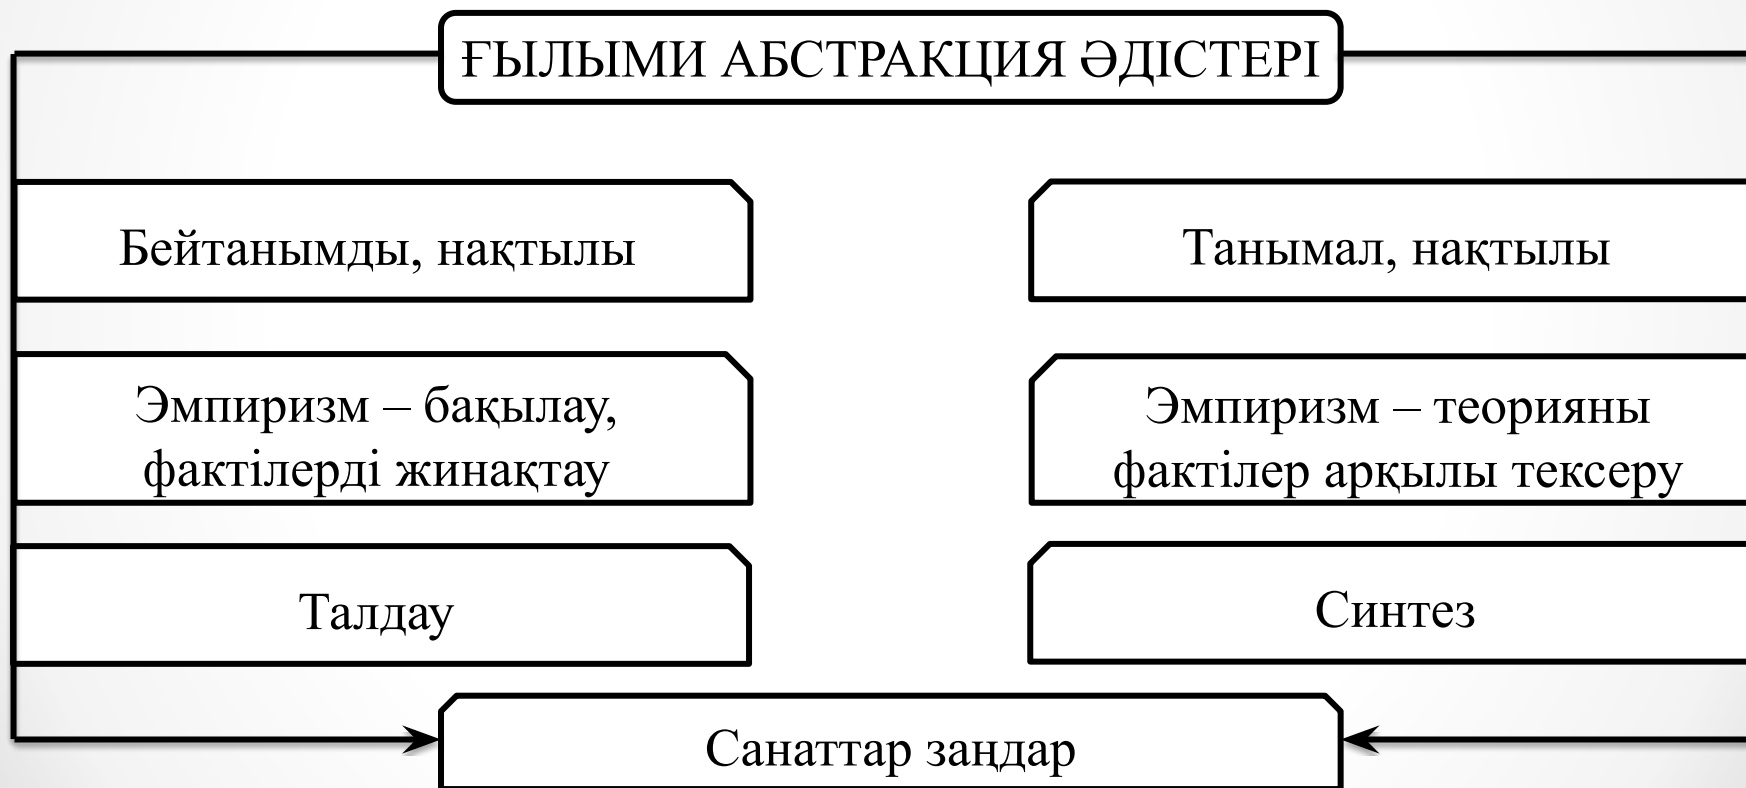 ҒЫЛЫМИ АБСТРАКЦИЯ ӘДІСТЕРІ
Бейтанымды, нақтылы
Танымал, нақтылы
Эмпиризм – бақылау,
фактілерді жинақтау
Эмпиризм – теорияны
фактілер арқылы тексеру
Талдау
Синтез
Санаттар заңдар